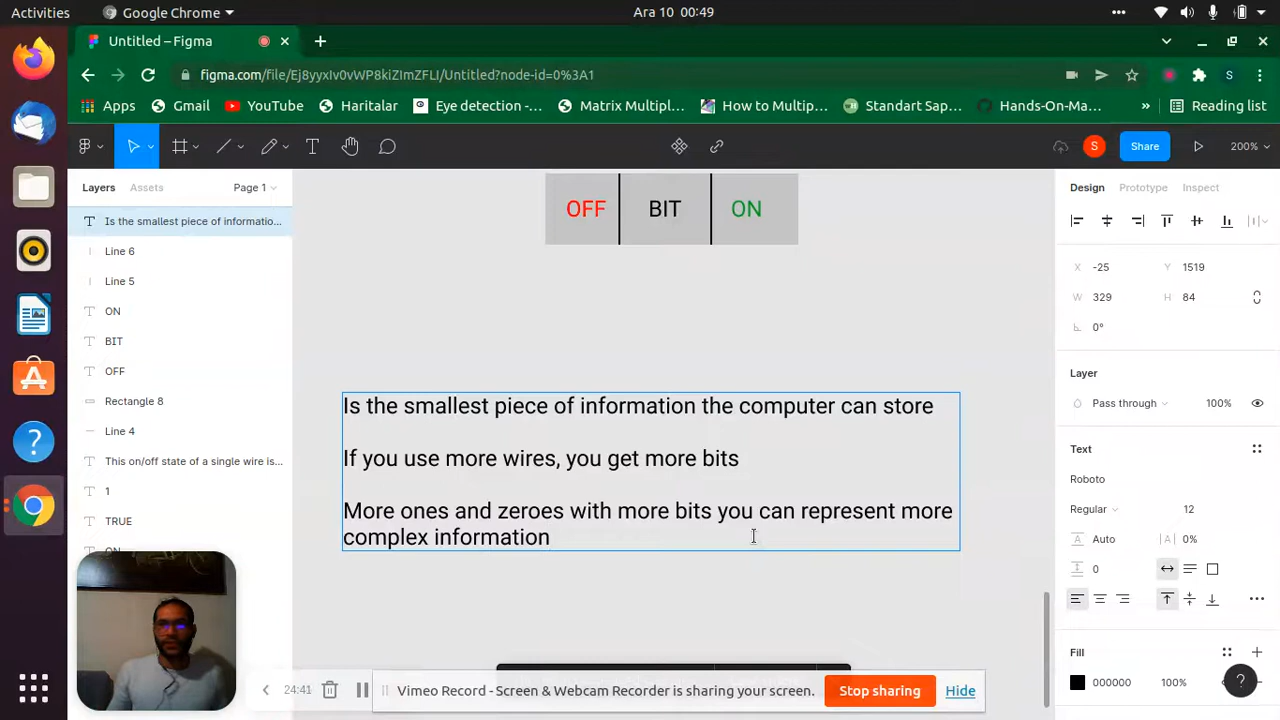 Activities
Google Chrome
Ara 10 00:49
Untitled – Figma
figma.com/file/Ej8yyxIv0vWP8kiZImZFLI/Untitled?node-id=0%3A1
S
Apps
Gmail
YouTube
Haritalar
Eye detection -...
Matrix Multipl...
How to Multip...
Standart Sap...
Hands-On-Ma...
»
Reading list
S
Share
200%
Layers
Assets
Page 1
Is the smallest piece of informatio...
Line 6
Line 5
ON
BIT
OFF
Rectangle 8
Line 4
This on/off state of a single wire is...
1
TRUE
ON
OFF
BIT
ON
Is the smallest piece of information the computer can store
If you use more wires, you get more bits
More ones and zeroes with more bits you can represent more
complex information
Design
Prototype
Inspect
X -25
Y 1519
W 329
H 84
0°
Layer
Pass through
100%
Text
Roboto
Regular
12
Auto
0%
0
Fill
000000
100%
?
24:41
Vimeo Record - Screen & Webcam Recorder is sharing your screen.
Stop sharing
Hide